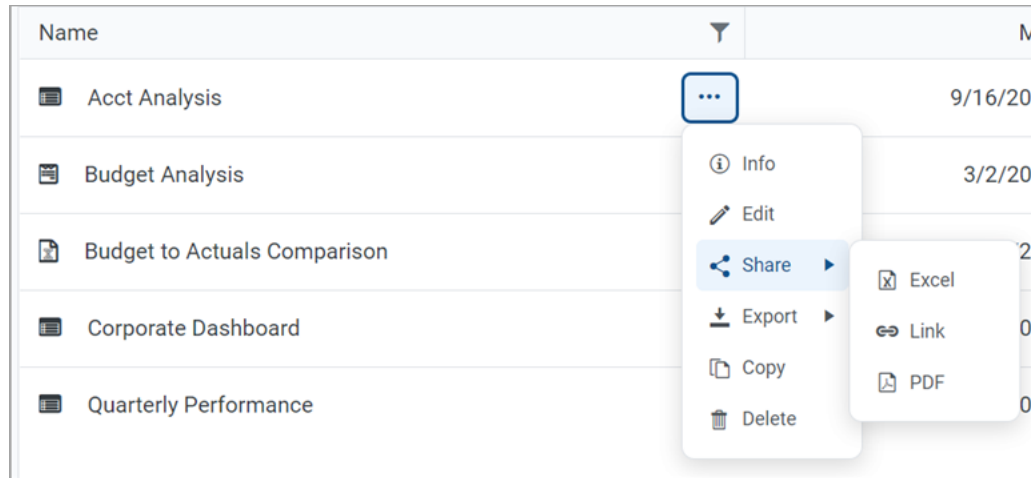 Name M
Acct Analysis 9/16/20
Budget Analysis 3/2/20
Budget to Actuals Comparison
Corporate Dashboard
Quarterly Performance
Info
Edit
Share
Export
Copy
Delete
Excel
Link
PDF